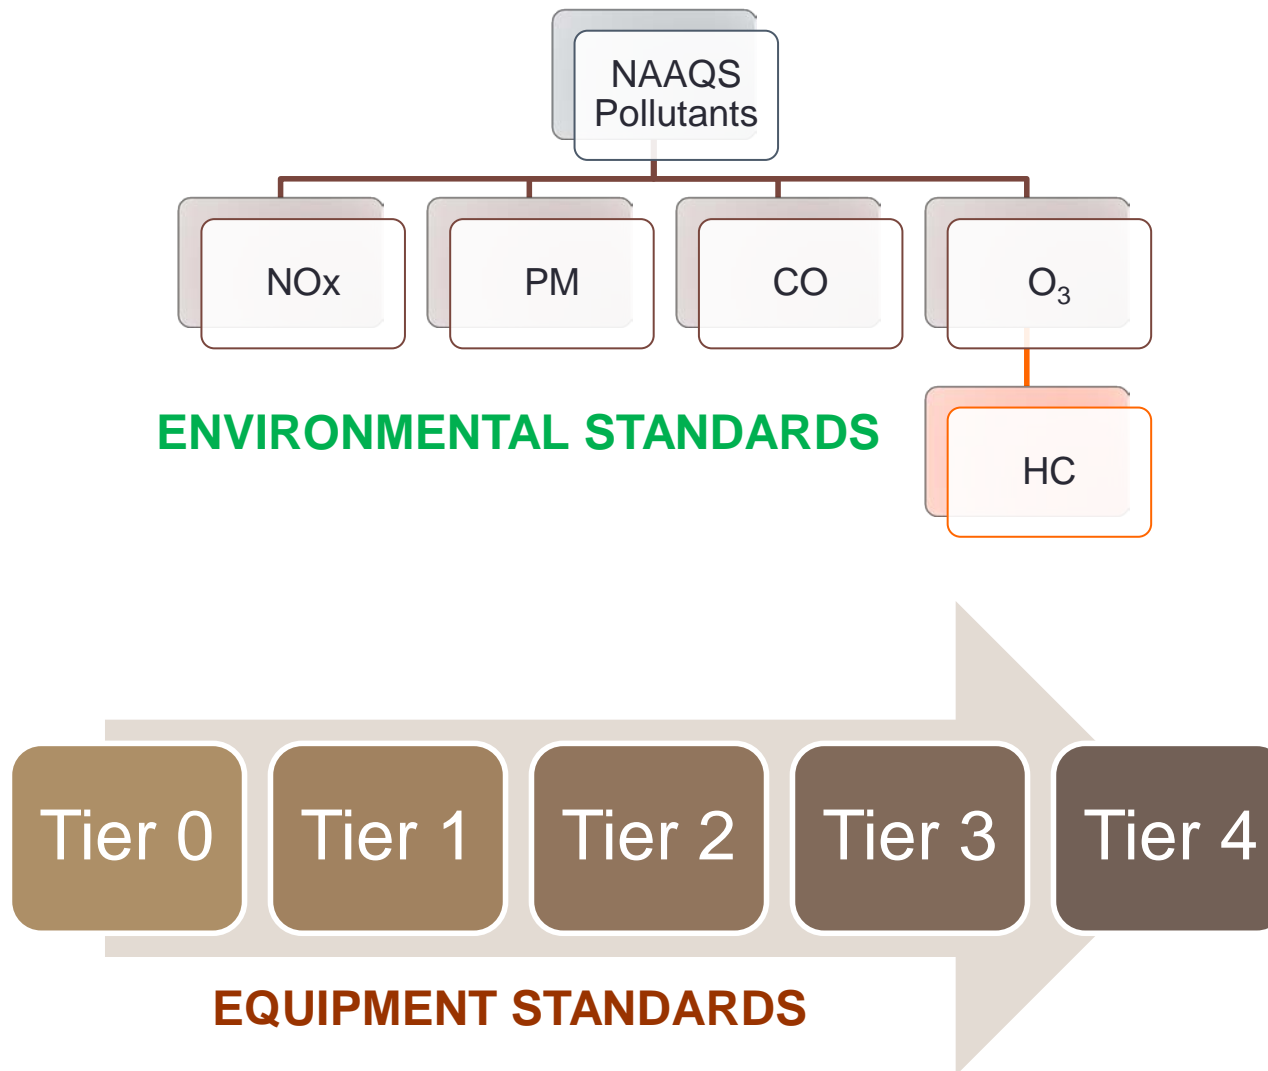 NAAQS
Pollutants
NOx
PM
CO
O3
ENVIRONMENTAL STANDARDS
HC
Tier 0
Tier 1
Tier 2
Tier 3
Tier 4
EQUIPMENT STANDARDS